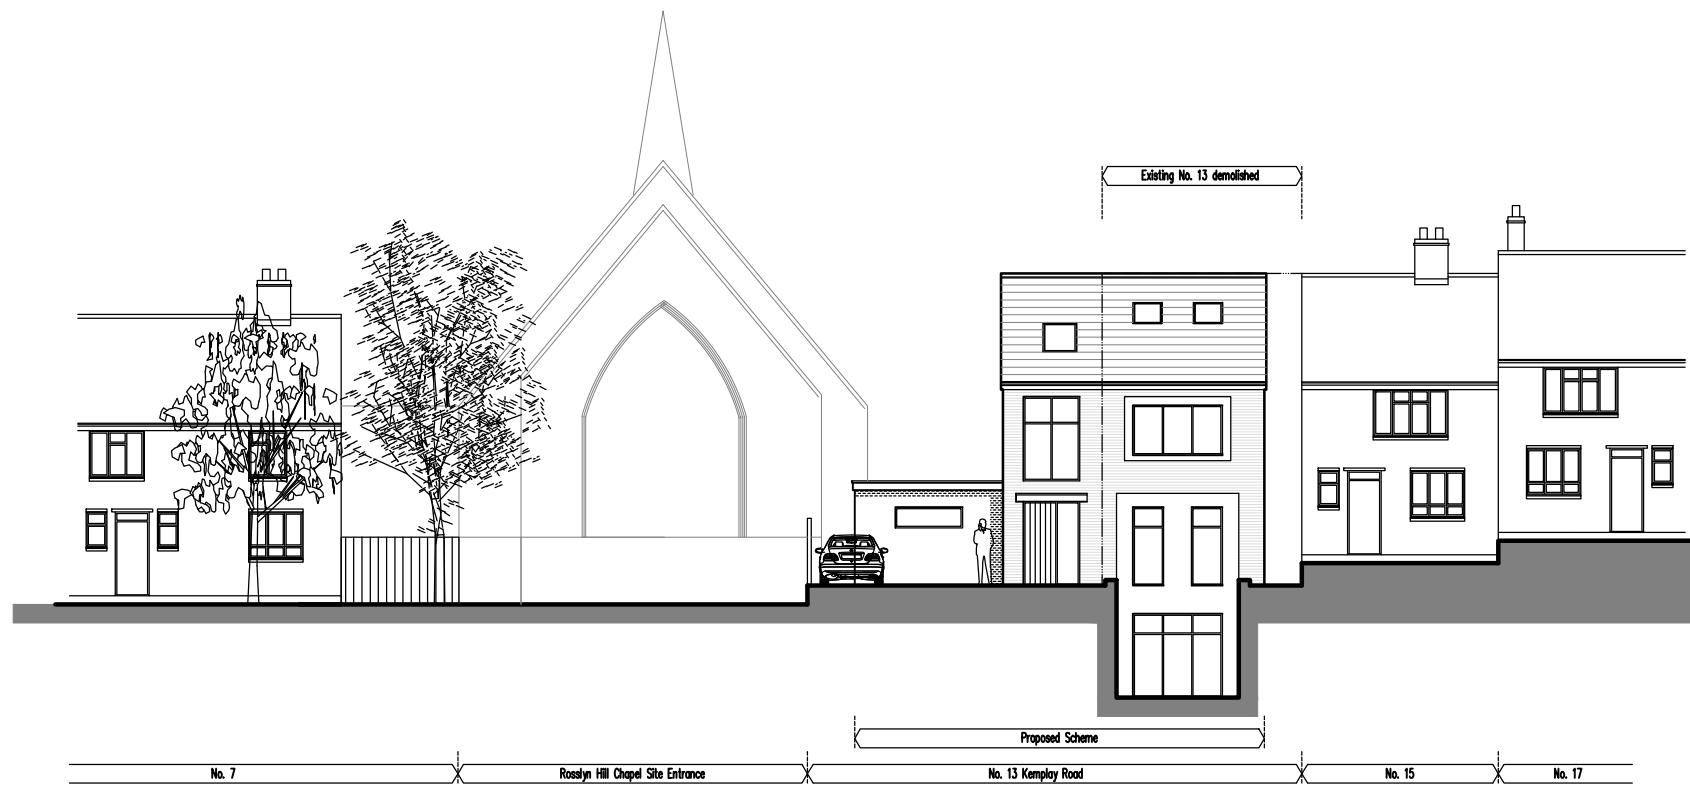 Existing No. 13 demolished
Proposed Scheme
No. 7
Rosslyn Hill Chapel Site Entrance
No. 13 Kemplay Road
No. 15
No. 17